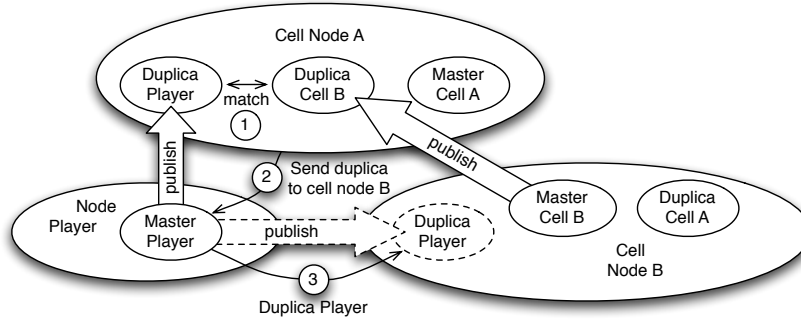 Cell Node A
Duplica
Player
match
1
Duplica
Cell B
Master
Cell A
publish
publish
2
Send duplica
to cell node B
Node
Player
Master
Player
publish
Duplica
Player
Master
Cell B
Duplica
Cell A
Cell
Node B
3
Duplica Player